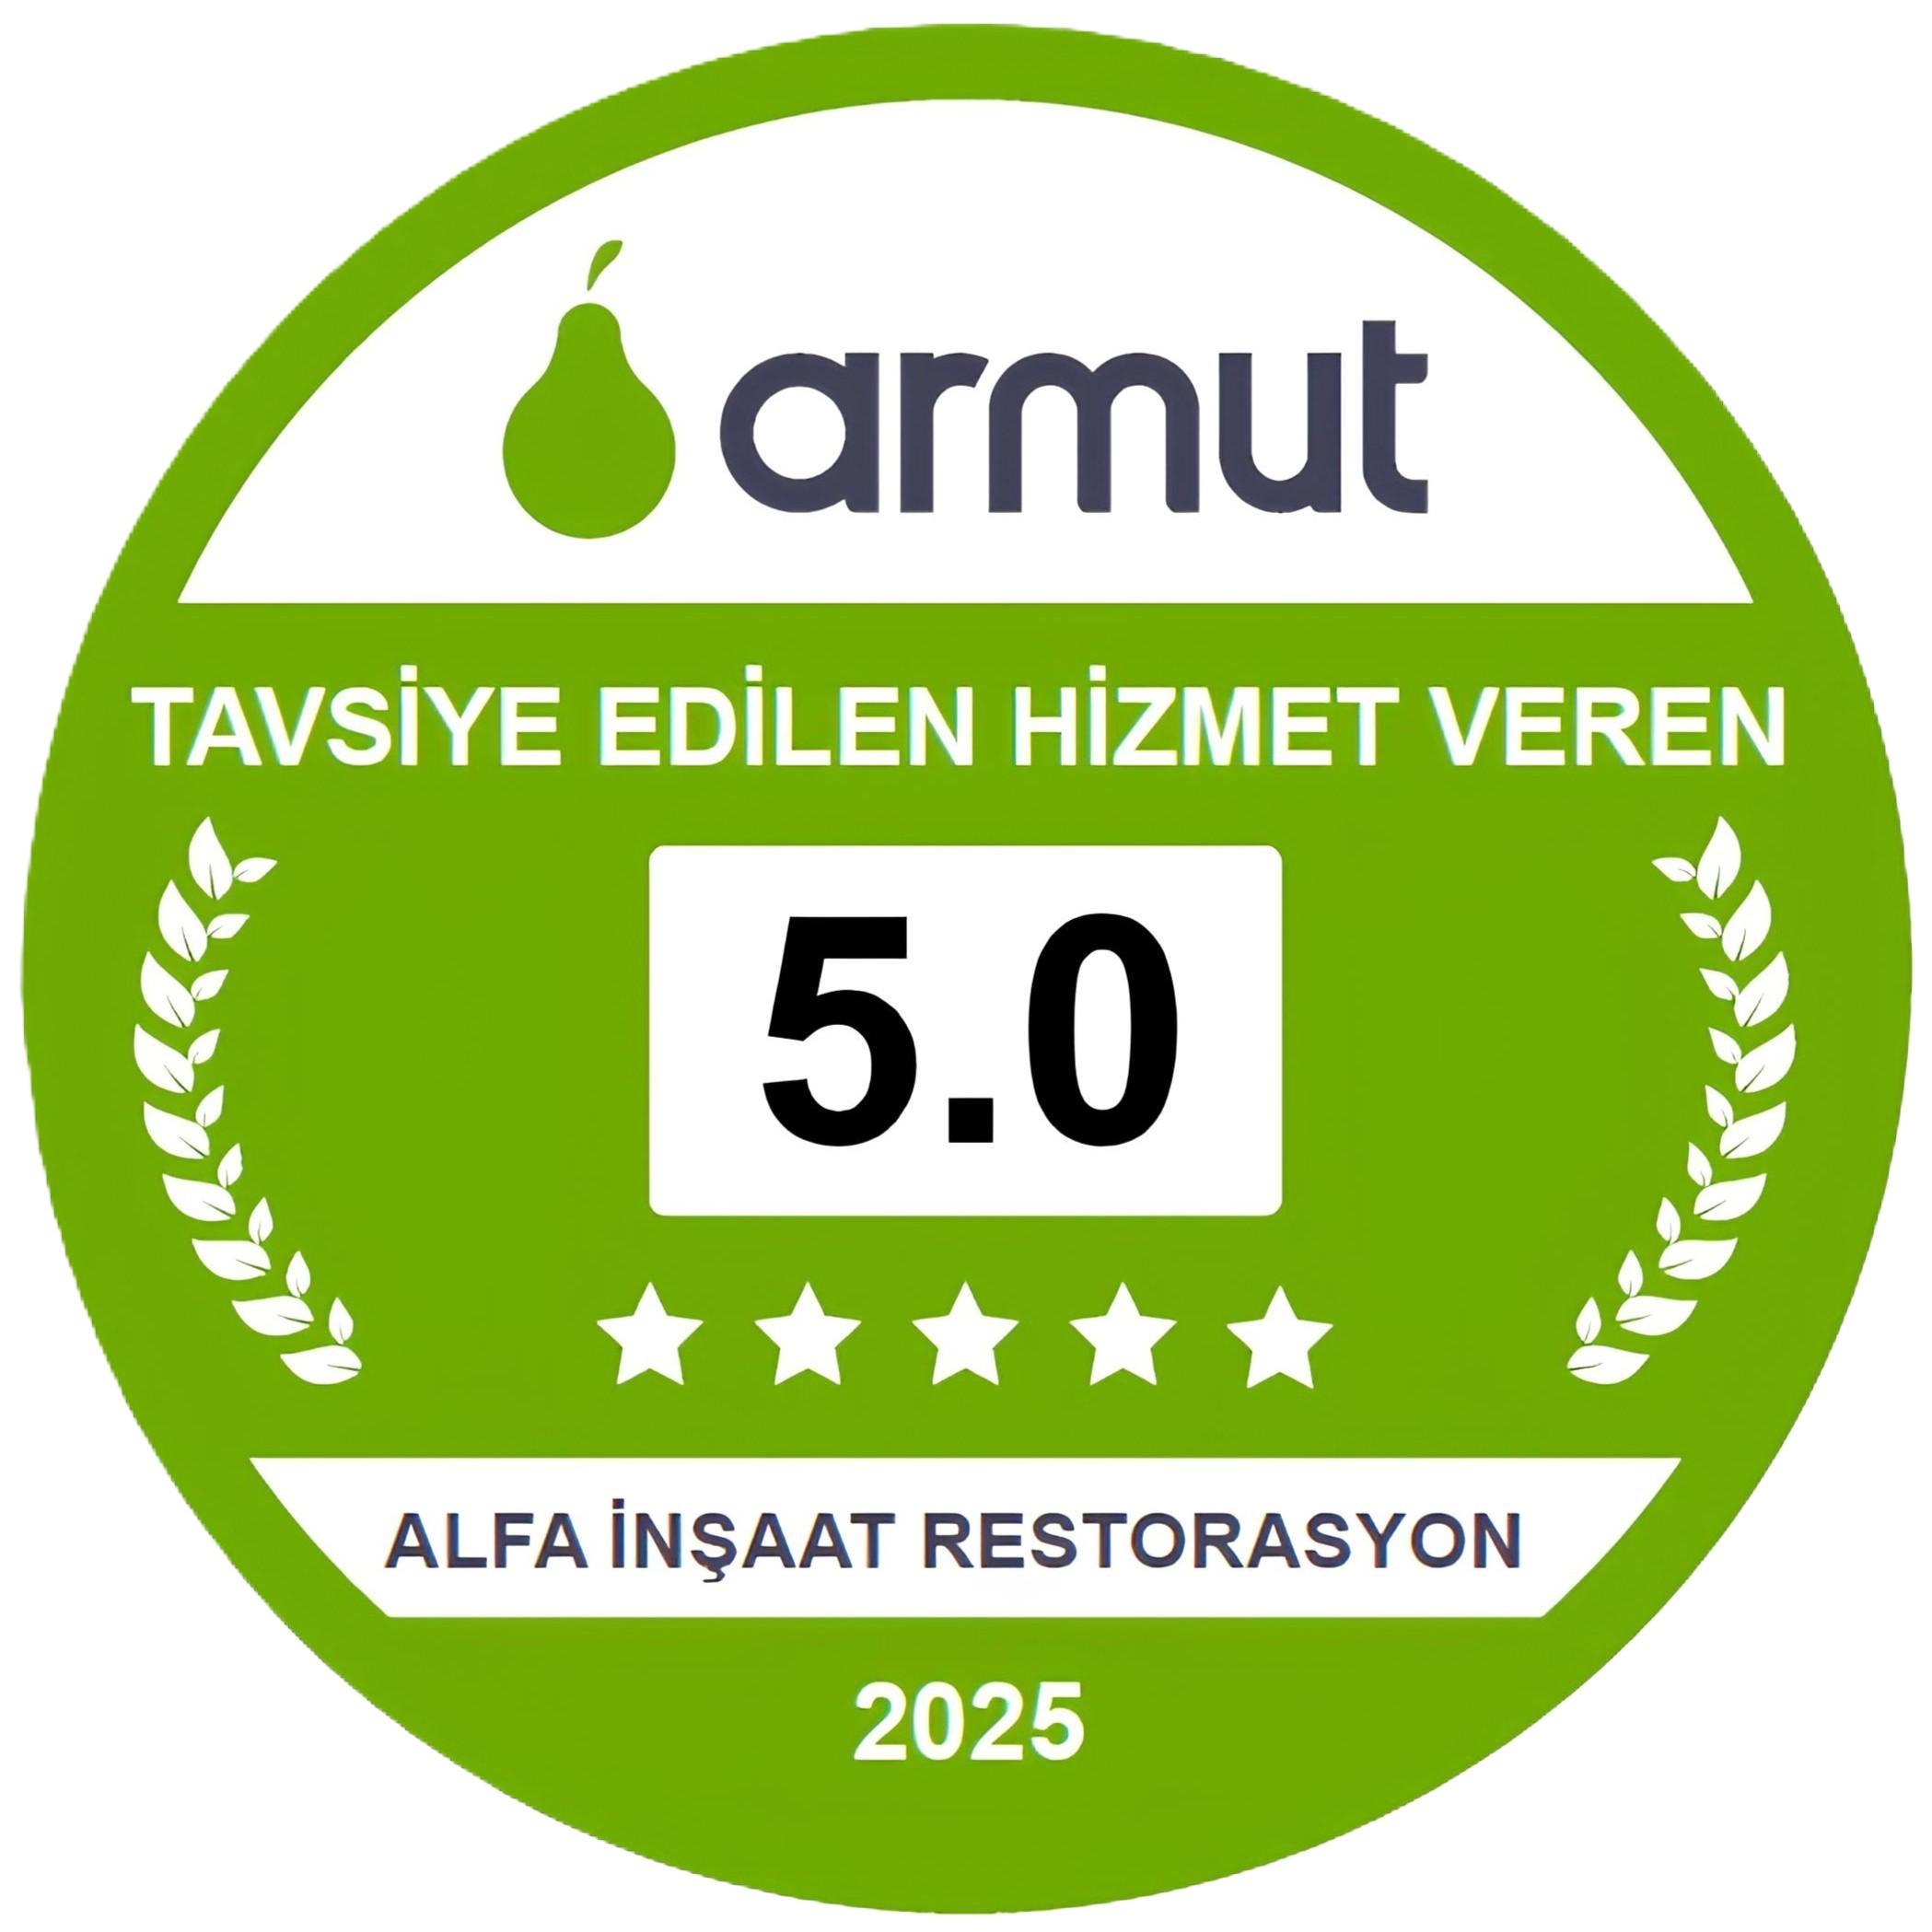 armut
TAVSİYE EDİLEN HİZMET VEREN
5.0
ALFA İNŞAAT RESTORASYON
2025